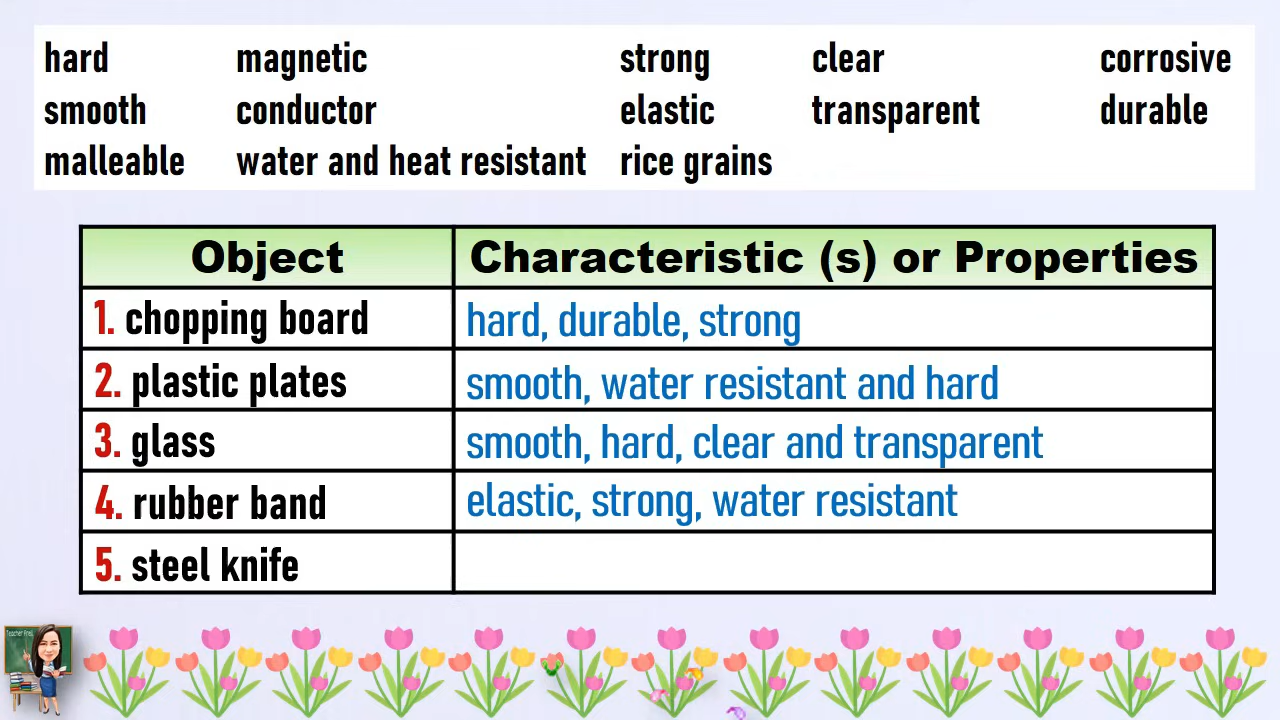 hard magnetic strong clear corrosive
smooth conductor elastic transparent durable
malleable water and heat resistant rice grains
Object Characteristic (s) or Properties
1. chopping board hard, durable, strong
2. plastic plates smooth, water resistant and hard
3. glass smooth, hard, clear and transparent
4. rubber band elastic, strong, water resistant
5. steel knife